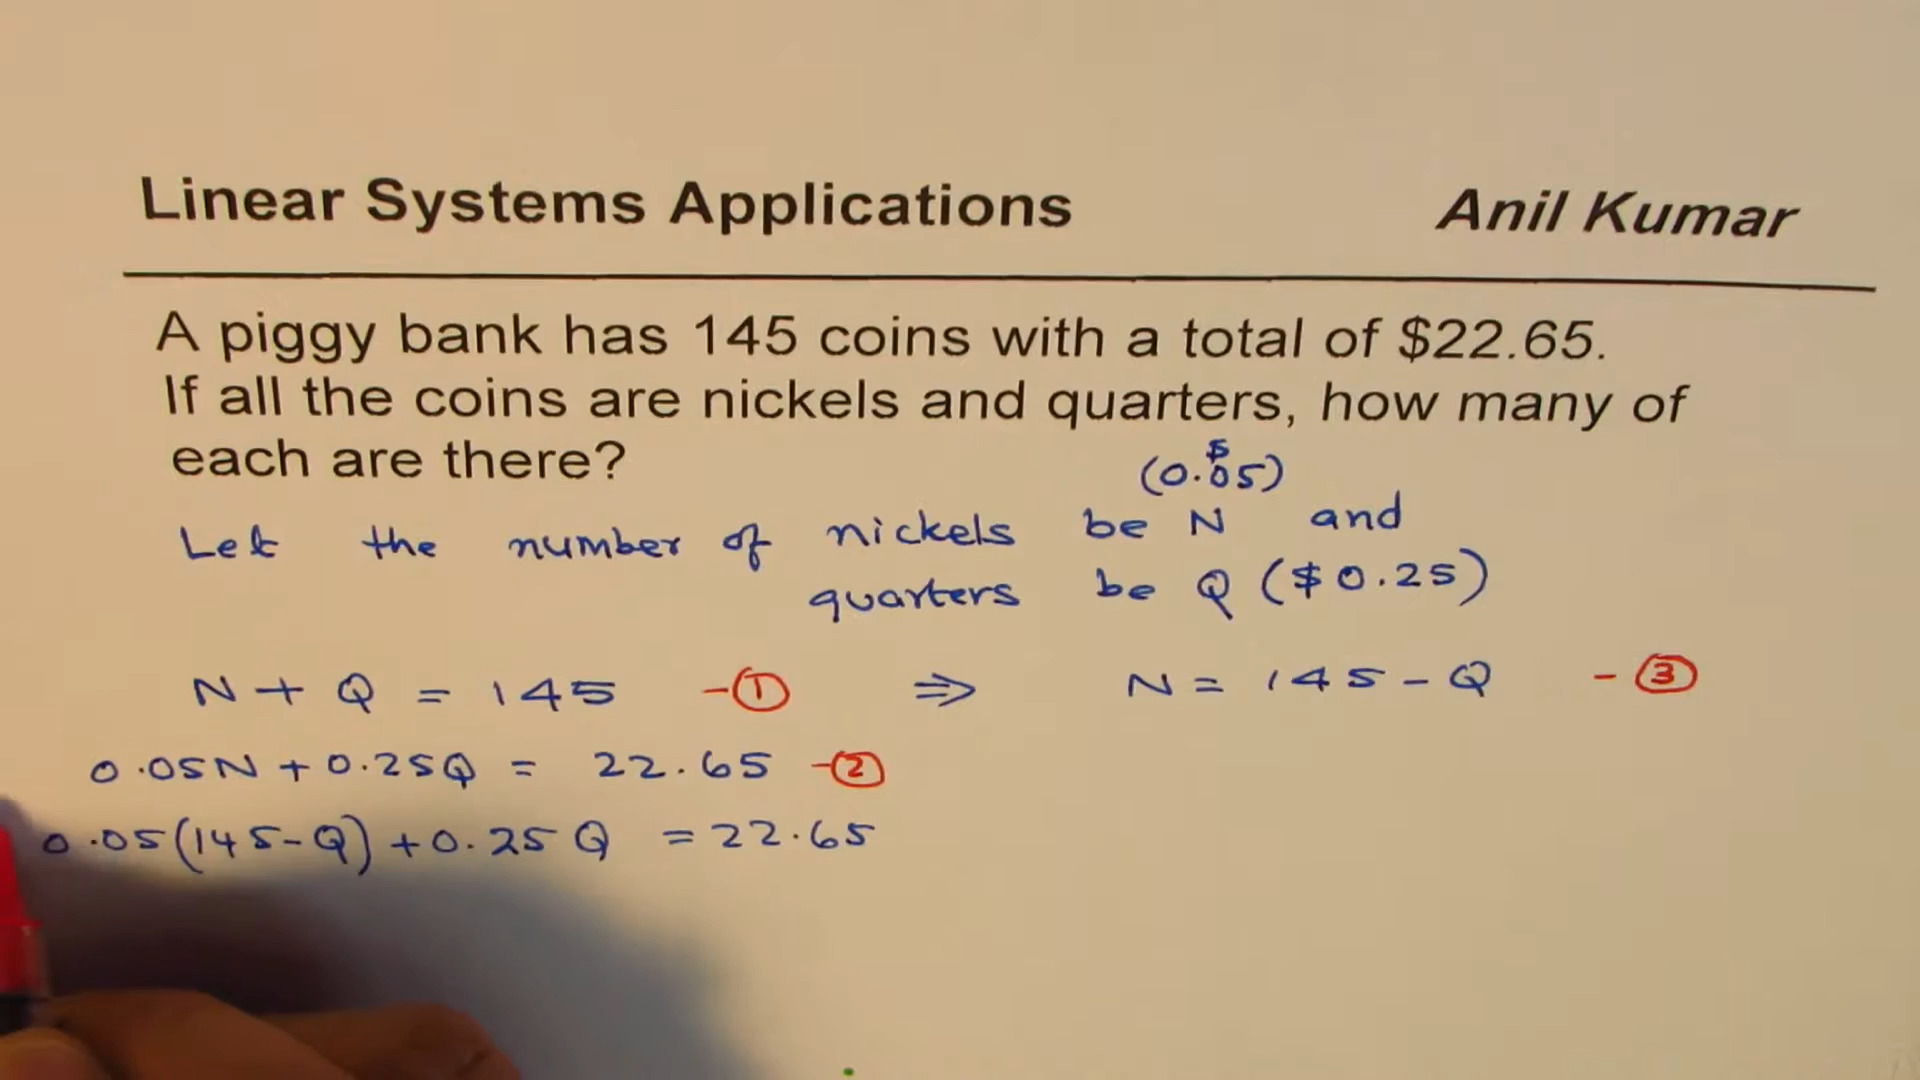 Linear Systems Applications Anil Kumar
A piggy bank has 145 coins with a total of $22.65.
If all the coins are nickels and quarters, how many of
each are there?
($0.05)
Let the number of nickels be N and
quarters be Q ($0.25)
N + Q = 145 -① ⇒ N = 145 - Q -③
0.05N + 0.25Q = 22.65 -②
0.05(145-Q) + 0.25Q = 22.65